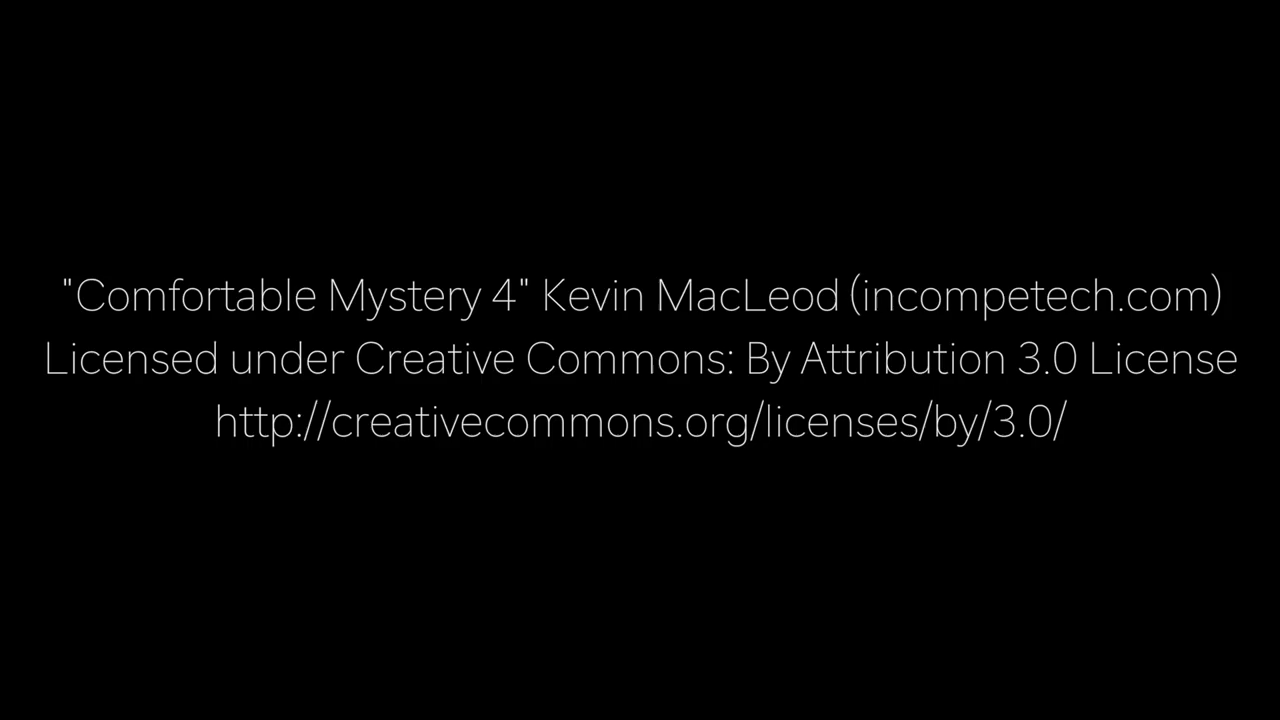 "Comfortable Mystery 4" Kevin MacLeod (incompetech.com)
Licensed under Creative Commons: By Attribution 3.0 License
http://creativecommons.org/licenses/by/3.0/